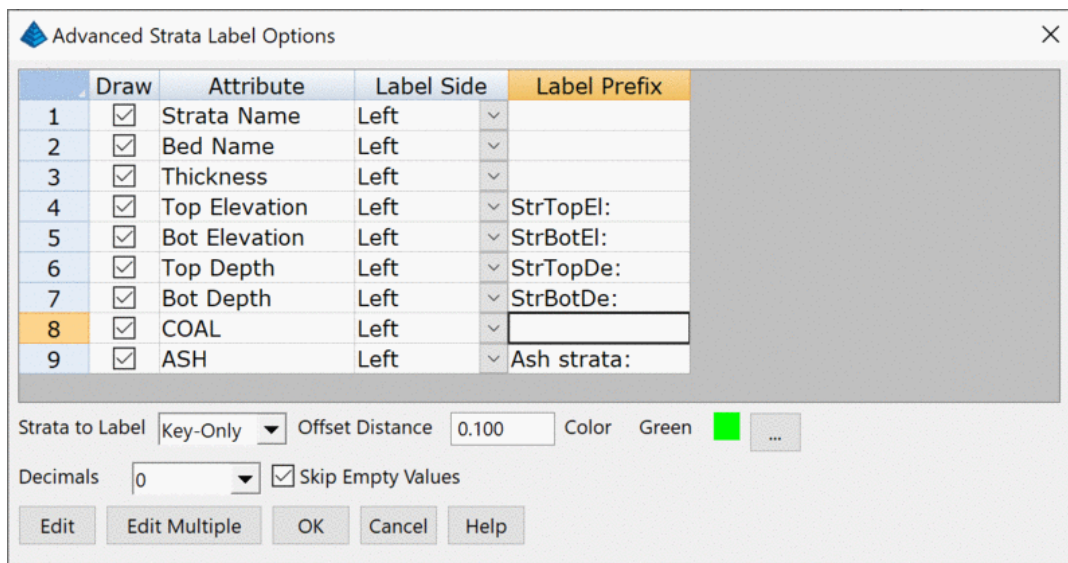 Advanced Strata Label Options
Draw Attribute Label Side Label Prefix
1 Strata Name Left
2 Bed Name Left
3 Thickness Left
4 Top Elevation Left StrTopEl:
5 Bot Elevation Left StrBotEl:
6 Top Depth Left StrTopDe:
7 Bot Depth Left StrBotDe:
8 COAL Left
9 ASH Left Ash strata:
Strata to Label Key-Only Offset Distance 0.100 Color Green ...
Decimals 0 Skip Empty Values
Edit Edit Multiple OK Cancel Help